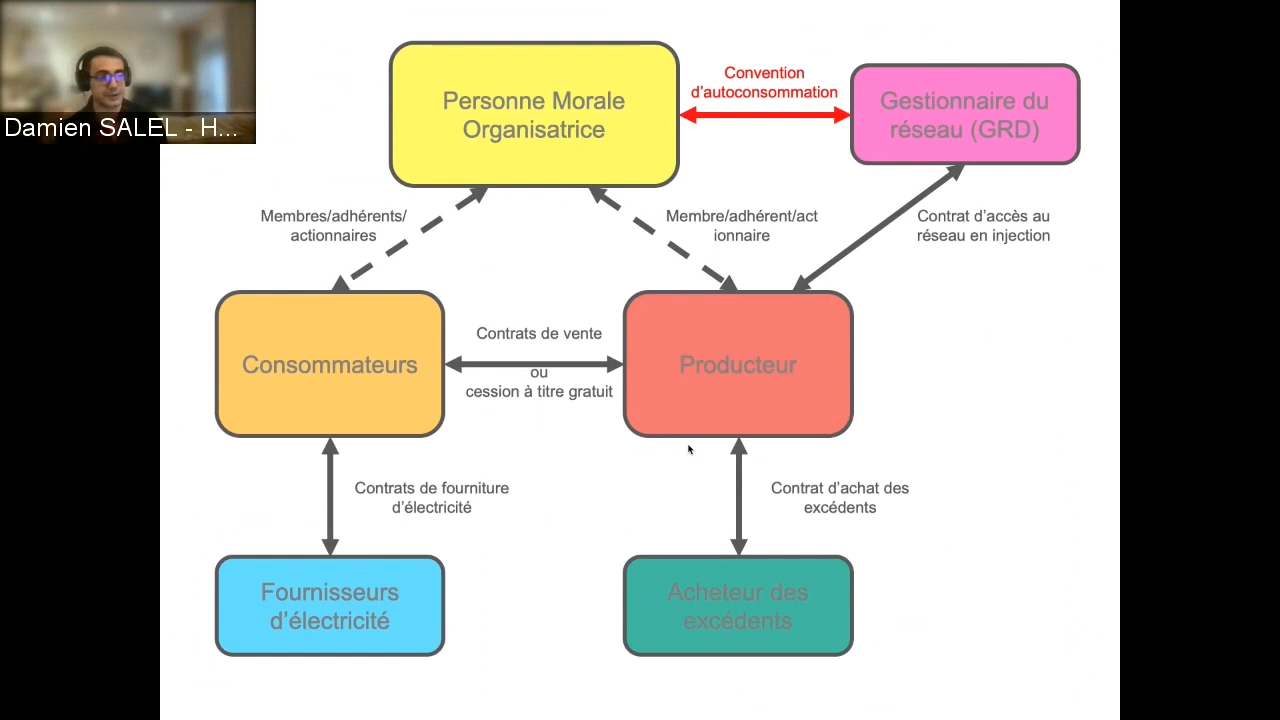 Damien SALEL - H...
Personne Morale
Organisatrice
Convention
d'autoconsommation
Gestionnaire du
réseau (GRD)
Membres/adhérents/
actionnaires
Membre/adhérent/act
ionnaire
Contrat d'accès au
réseau en injection
Consommateurs
Contrats de vente
ou
cession à titre gratuit
Producteur
Contrats de fourniture
d'électricité
Contrat d'achat des
excédents
Fournisseurs
d'électricité
Acheteur des
excédents